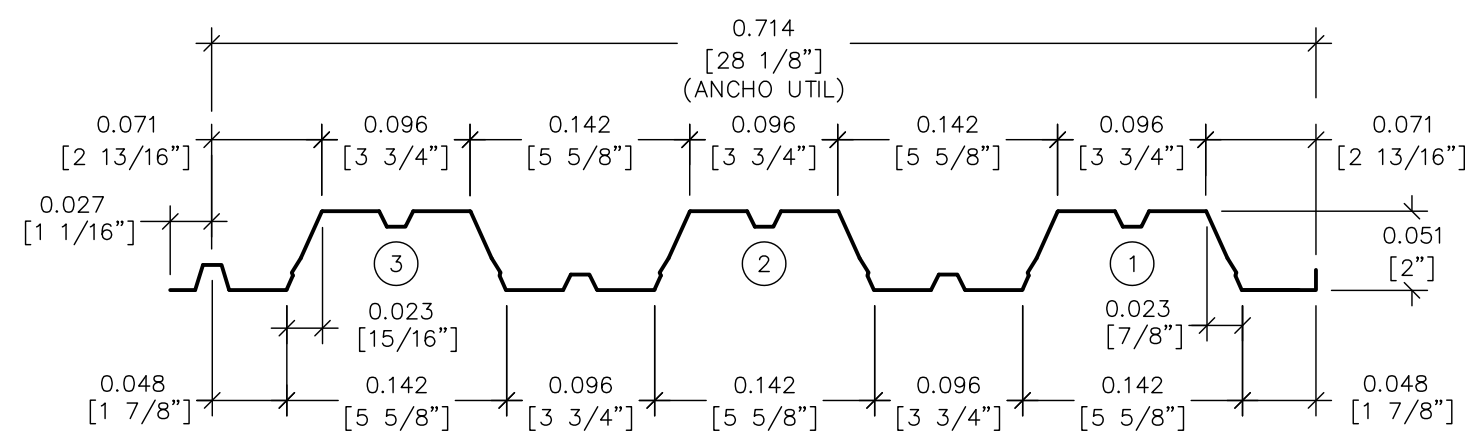 0.714
[28 1/8"]
(ANCHO UTIL)
0.071 0.096 0.142 0.096 0.142 0.096 0.071
[2 13/16"] [3 3/4"] [5 5/8"] [3 3/4"] [5 5/8"] [3 3/4"] [2 13/16"]
0.027
[1 1/16"]
0.051
[2"]
3 2 1
0.023
[15/16"]
0.023
[7/8"]
0.048 0.142 0.096 0.142 0.096 0.142 0.048
[1 7/8"] [5 5/8"] [3 3/4"] [5 5/8"] [3 3/4"] [5 5/8"] [1 7/8"]